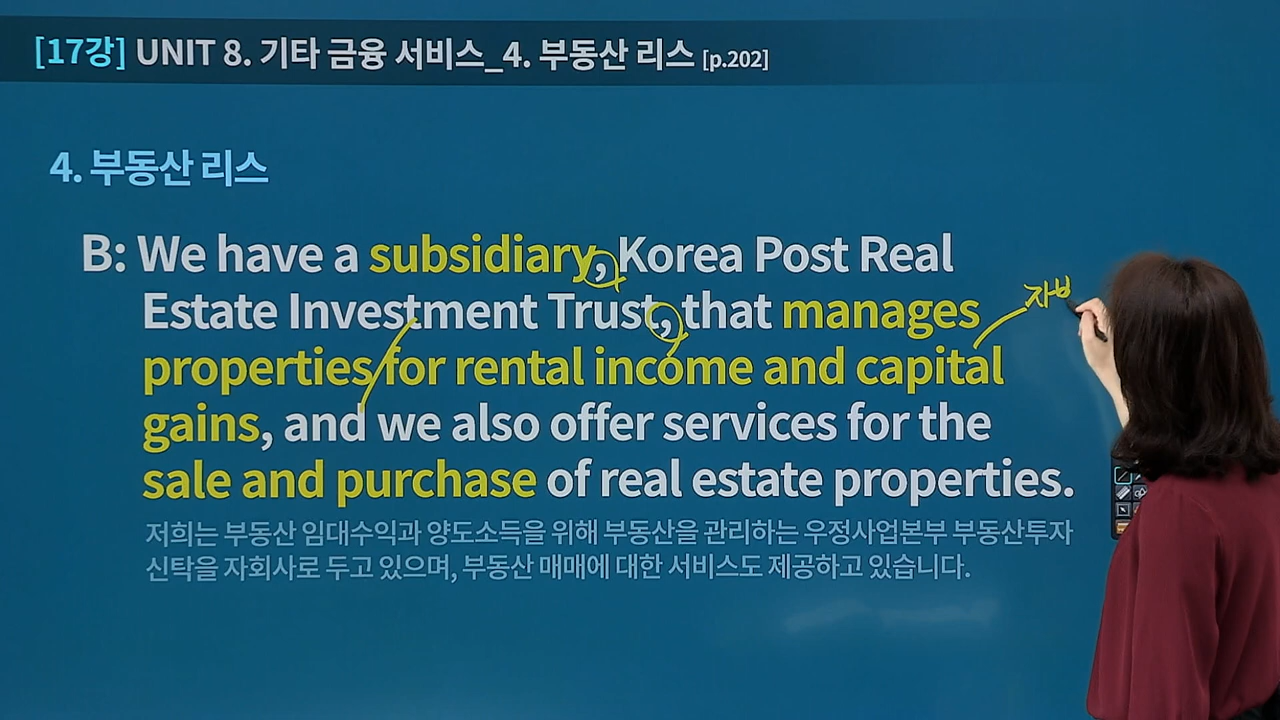 [17강] UNIT 8. 기타 금융 서비스_4. 부동산 리스 [p.202]
4. 부동산 리스
B: We have a subsidiary, Korea Post Real
Estate Investment Trust, that manages
자브
properties for rental income and capital
gains, and we also offer services for the
sale and purchase of real estate properties.
저희는 부동산 임대수익과 양도소득을 위해 부동산을 관리하는 우정사업본부 부동산투자
신탁을 자회사로 두고 있으며, 부동산 매매에 대한 서비스도 제공하고 있습니다.